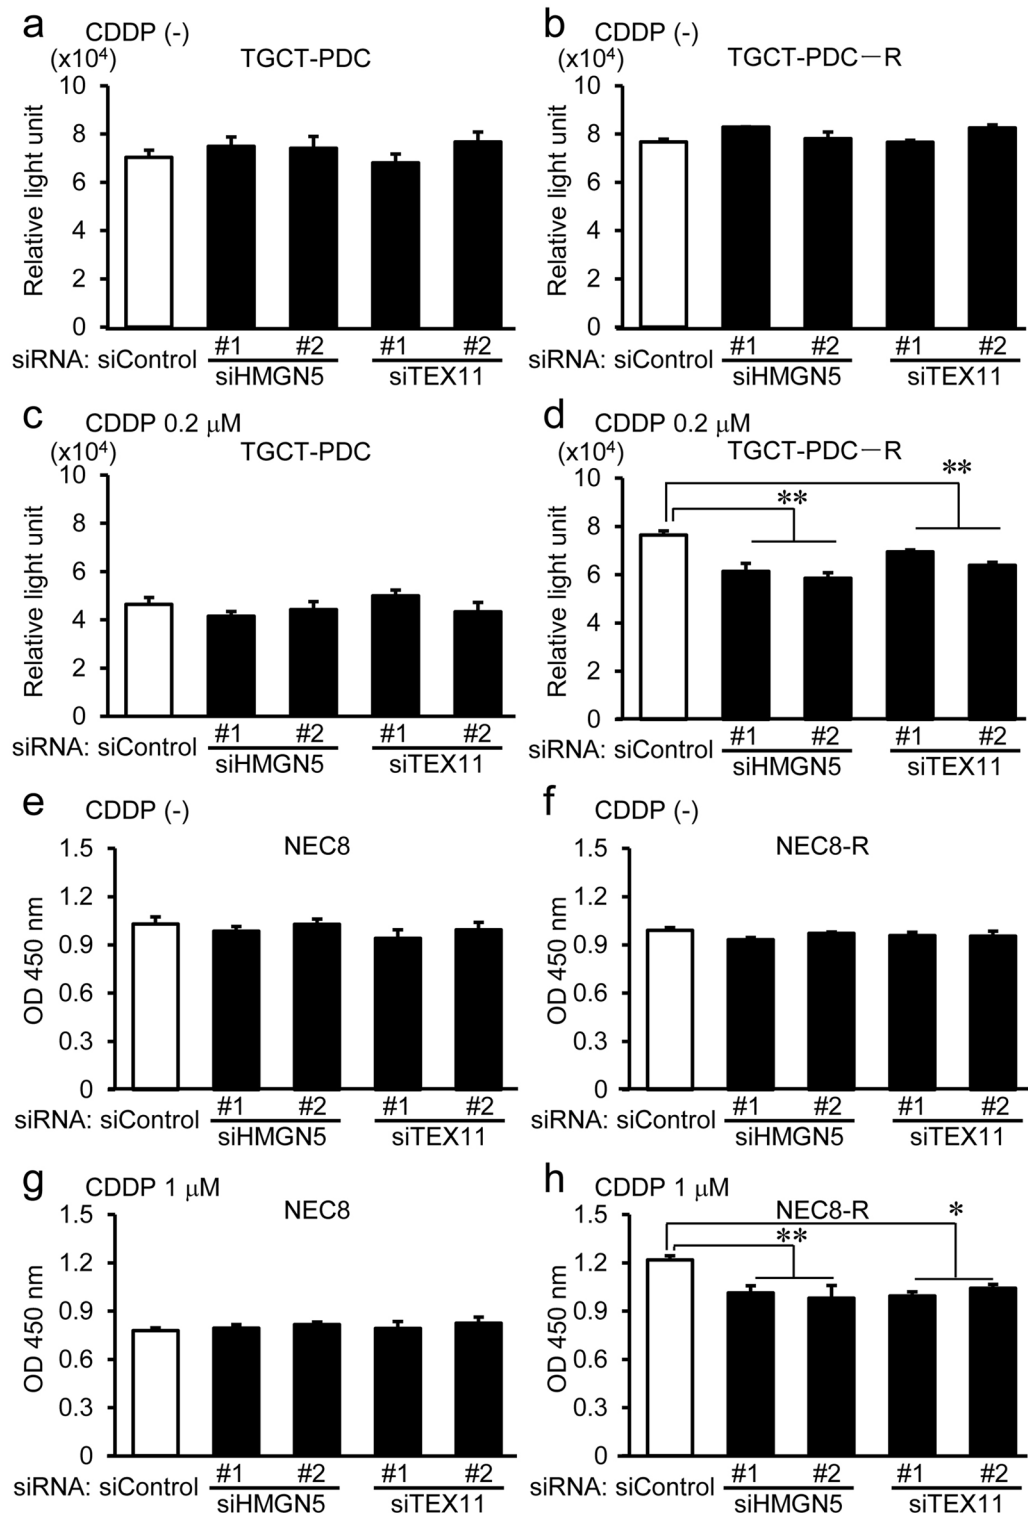 a CDDP (-)
(x10⁴) TGCT-PDC
Relative light unit
10
8
6
4
2
0
#1 #2 #1 #2
siRNA: siControl siHMGN5 siTEX11
b CDDP (-)
(x10⁴) TGCT-PDC−R
Relative light unit
10
8
6
4
2
0
#1 #2 #1 #2
siRNA: siControl siHMGN5 siTEX11
c CDDP 0.2 μM
(x10⁴) TGCT-PDC
Relative light unit
10
8
6
4
2
0
#1 #2 #1 #2
siRNA: siControl siHMGN5 siTEX11
d CDDP 0.2 μM
(x10⁴) TGCT-PDC−R
**
**
Relative light unit
10
8
6
4
2
0
#1 #2 #1 #2
siRNA: siControl siHMGN5 siTEX11
e CDDP (-)
NEC8
OD 450 nm
1.5
1.2
0.9
0.6
0.3
0
#1 #2 #1 #2
siRNA: siControl siHMGN5 siTEX11
f CDDP (-)
NEC8-R
OD 450 nm
1.5
1.2
0.9
0.6
0.3
0
#1 #2 #1 #2
siRNA: siControl siHMGN5 siTEX11
g CDDP 1 μM
NEC8
OD 450 nm
1.5
1.2
0.9
0.6
0.3
0
#1 #2 #1 #2
siRNA: siControl siHMGN5 siTEX11
h CDDP 1 μM
NEC8-R
*
**
OD 450 nm
1.5
1.2
0.9
0.6
0.3
0
#1 #2 #1 #2
siRNA: siControl siHMGN5 siTEX11